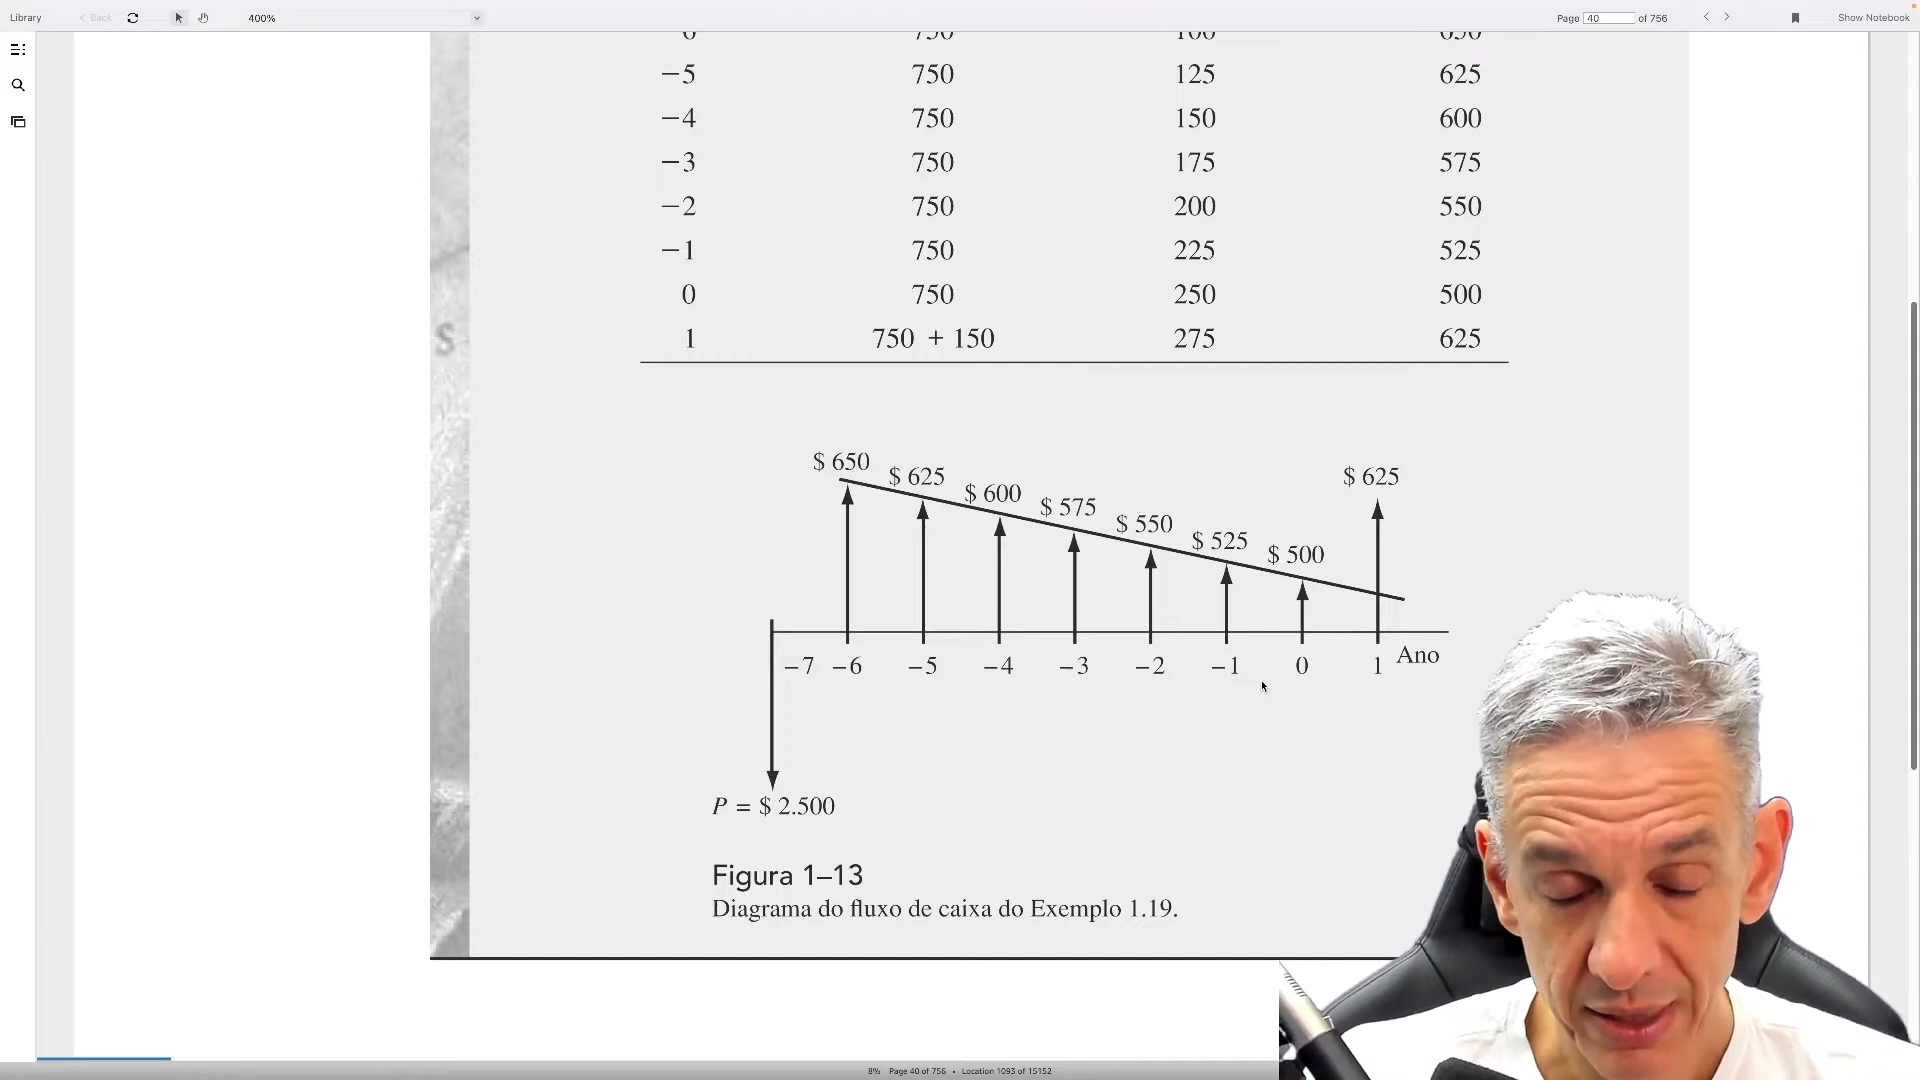 Library Back 400% Page 40 of 756 Show Notebook
−5 750 125 625
−4 750 150 600
−3 750 175 575
−2 750 200 550
−1 750 225 525
0 750 250 500
1 750 + 150 275 625
$ 650 $ 625 $ 600 $ 575 $ 550 $ 525 $ 500 $ 625
−7 −6 −5 −4 −3 −2 −1 0 1 Ano
P = $ 2.500
Figura 1–13
Diagrama do fluxo de caixa do Exemplo 1.19.
8% Page 40 of 756 • Location 1093 of 15152